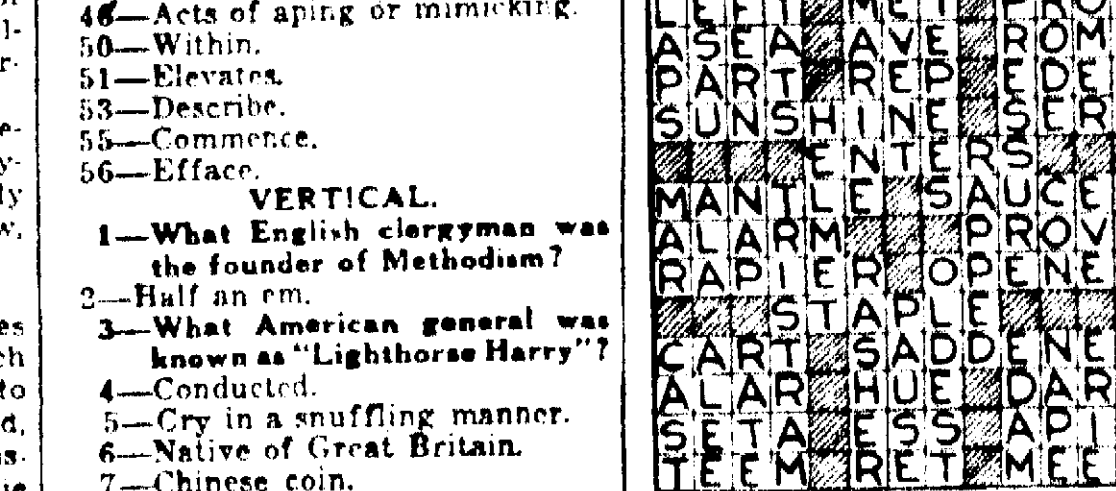 l-
r-
e-
y-
ly
w,
es
ch
to
d,
46—Acts of aping or mimicking.
50—Within.
51—Elevates.
53—Describe.
55—Commence.
56—Efface.
VERTICAL.
1—What English clergyman was
the founder of Methodism?
2—Half an em.
3—What American general was
known as "Lighthorse Harry"?
4—Conducted.
5—Cry in a snuffling manner.
6—Native of Great Britain.
7—Chinese coin.
LEFT MET
ASEA AVE ROM
PART REP EDE
SUNSHINE SER
ENTERS
MANTLE SAUCE
ALARM PROV
RAPIER OPENE
STAPLE
CART SADDENE
ALAR HUE DAR
SETA ESS API
TEEM RET MEE